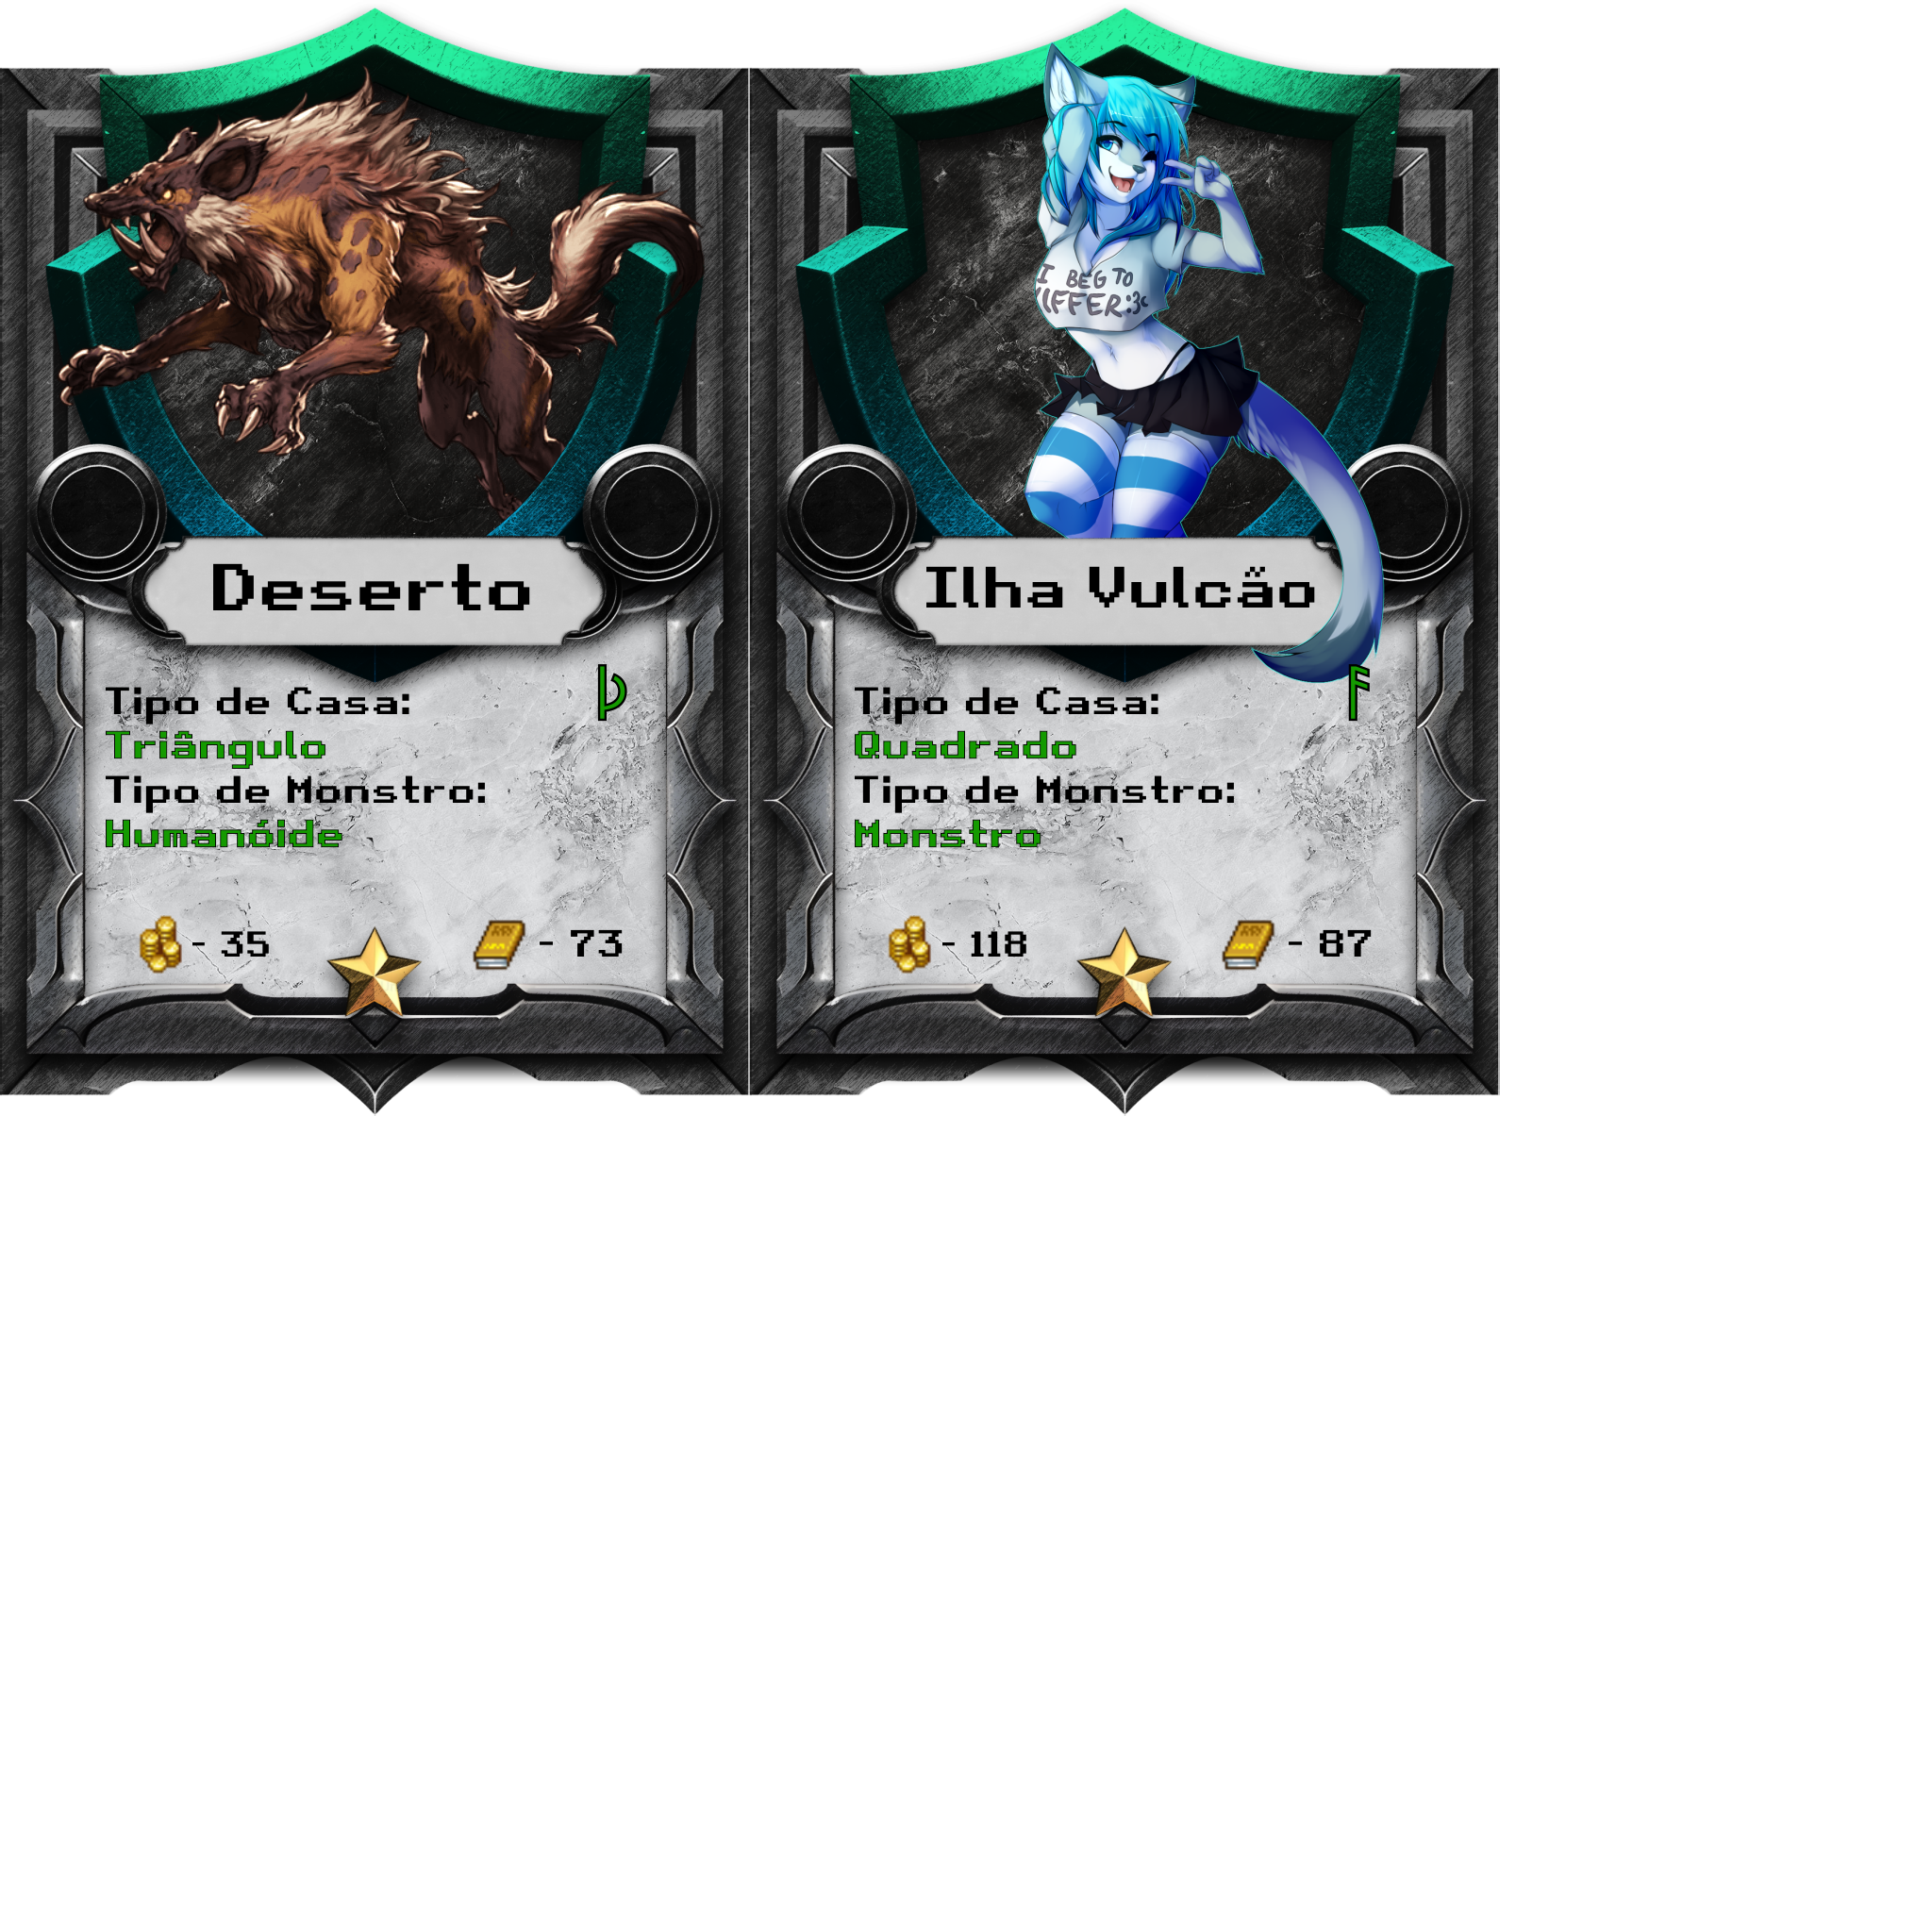 I BEG TO
:3c
Deserto
Tipo de Casa:
Triângulo
Tipo de Monstro:
Humanóide
- 35
- 73
Ilha Vulcão
Tipo de Casa:
Quadrado
Tipo de Monstro:
Monstro
- 118
- 87